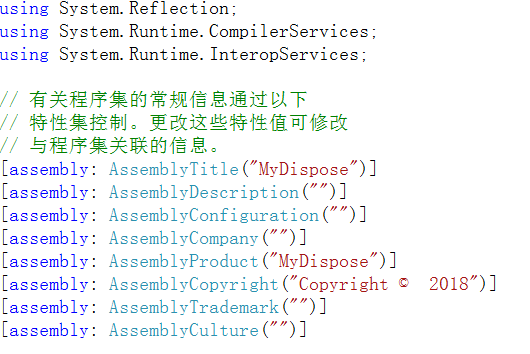 using System.Reflection;
using System.Runtime.CompilerServices;
using System.Runtime.InteropServices;
// 有关程序集的常规信息通过以下
// 特性集控制。更改这些特性值可修改
// 与程序集关联的信息。
[assembly: AssemblyTitle("MyDispose")]
[assembly: AssemblyDescription("")]
[assembly: AssemblyConfiguration("")]
[assembly: AssemblyCompany("")]
[assembly: AssemblyProduct("MyDispose")]
[assembly: AssemblyCopyright("Copyright ©  2018")]
[assembly: AssemblyTrademark("")]
[assembly: AssemblyCulture("")]